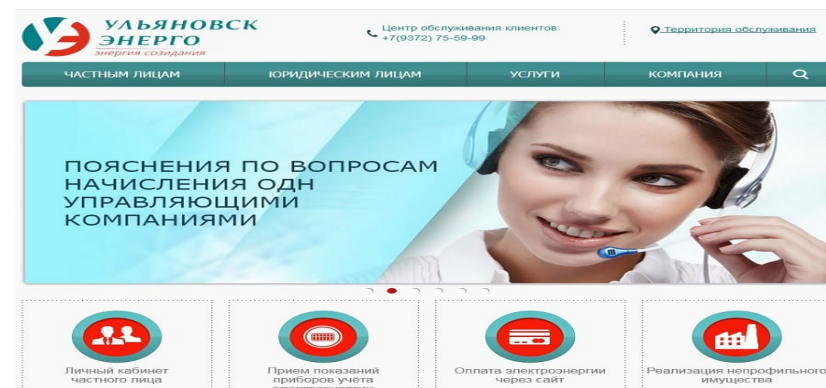 УЛЬЯНОВСК
ЭНЕРГО
энергия созидания
Центр обслуживания клиентов:
+7(9372) 75-59-99
Территория обслуживания
ЧАСТНЫМ ЛИЦАМ
ЮРИДИЧЕСКИМ ЛИЦАМ
УСЛУГИ
КОМПАНИЯ
ПОЯСНЕНИЯ ПО ВОПРОСАМ
НАЧИСЛЕНИЯ ОДН
УПРАВЛЯЮЩИМИ
КОМПАНИЯМИ
Личный кабинет
частного лица
Прием показаний
приборов учёта
электроэнергии
Оплата электроэнергии
через сайт
Реализация непрофильного
имущества